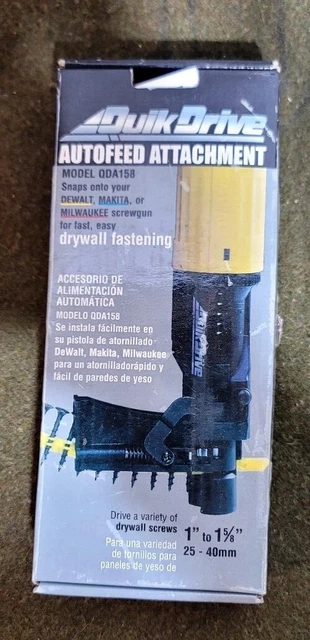 QuikDrive
AUTOFEED ATTACHMENT
MODEL QDA158
Snaps onto your
DEWALT, MAKITA, or
MILWAUKEE screwgun
for fast, easy
drywall fastening
ACCESORIO DE
ALIMENTACIÓN
AUTOMÁTICA
MODELO QDA158
Se instala fácilmente en
su pistola de atornillado
DeWalt, Makita, Milwaukee
para un atornilladorápido y
fácil de paredes de yeso
QuikDrive
Drive a variety of
drywall screws
1" to 1⅝"
Para una variedad
de tornillos para
paneles de yeso de
25 - 40mm